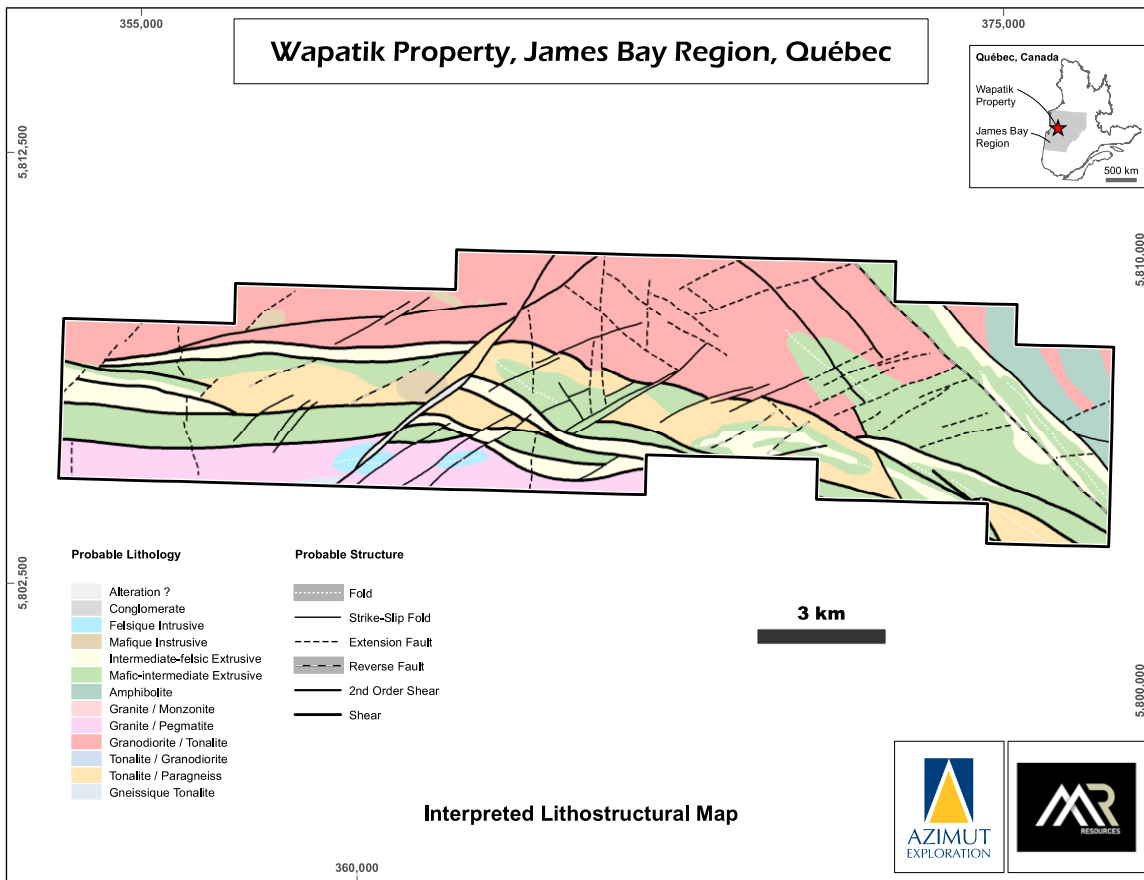 355,000
375,000
Wapatik Property, James Bay Region, Québec
Québec, Canada
Wapatik
Property
James Bay
Region
500 km
5,812,500
5,810,000
Probable Lithology
Alteration ?
Conglomerate
Felsique Intrusive
Mafique Instrusive
Intermediate-felsic Extrusive
Mafic-intermediate Extrusive
Amphibolite
Granite / Monzonite
Granite / Pegmatite
Granodiorite / Tonalite
Tonalite / Granodiorite
Tonalite / Paragneiss
Gneissique Tonalite
Probable Structure
Fold
Strike-Slip Fold
Extension Fault
Reverse Fault
2nd Order Shear
Shear
3 km
5,802,500
5,800,000
Interpreted Lithostructural Map
AZIMUT
EXPLORATION
MR
RESOURCES
360,000